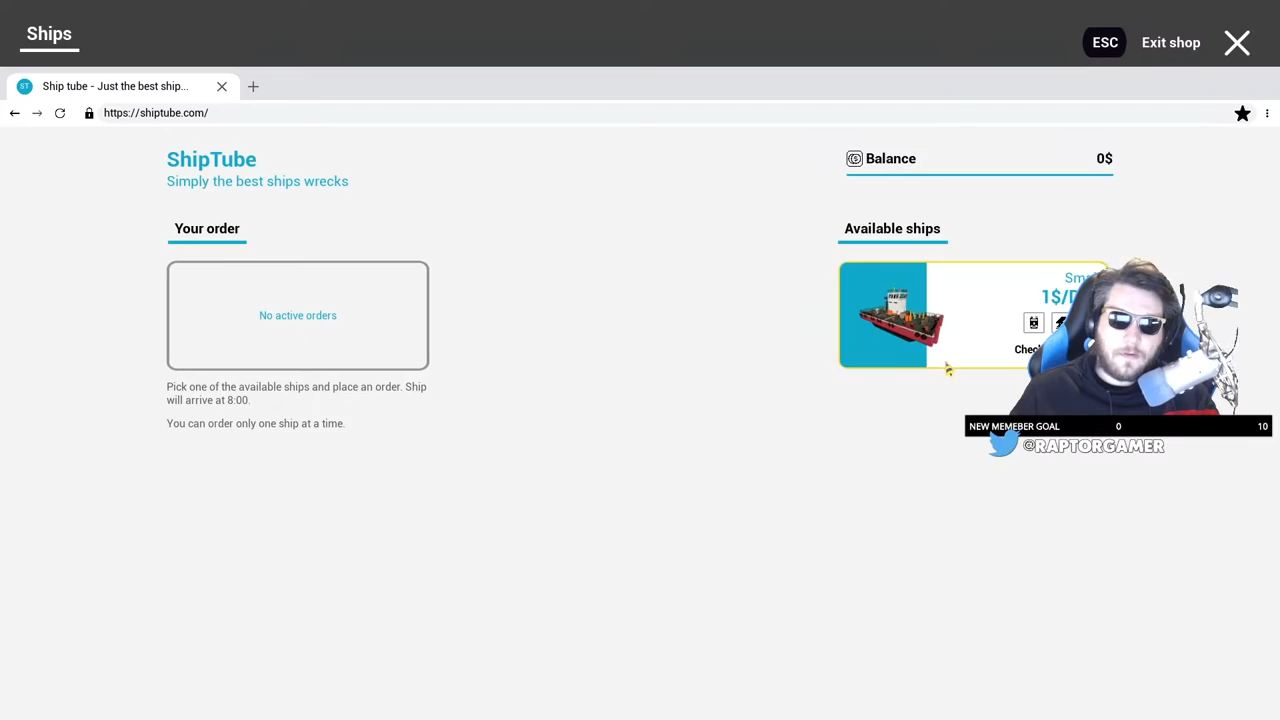 Ships
ESC
Exit shop
ST
Ship tube - Just the best ship...
https://shiptube.com/
ShipTube
Simply the best ships wrecks
Balance
0$
Your order
Available ships
No active orders
1$/D
Pick one of the available ships and place an order. Ship
will arrive at 8:00.
You can order only one ship at a time.
NEW MEMEBER GOAL
0
10
@RAPTORGAMER